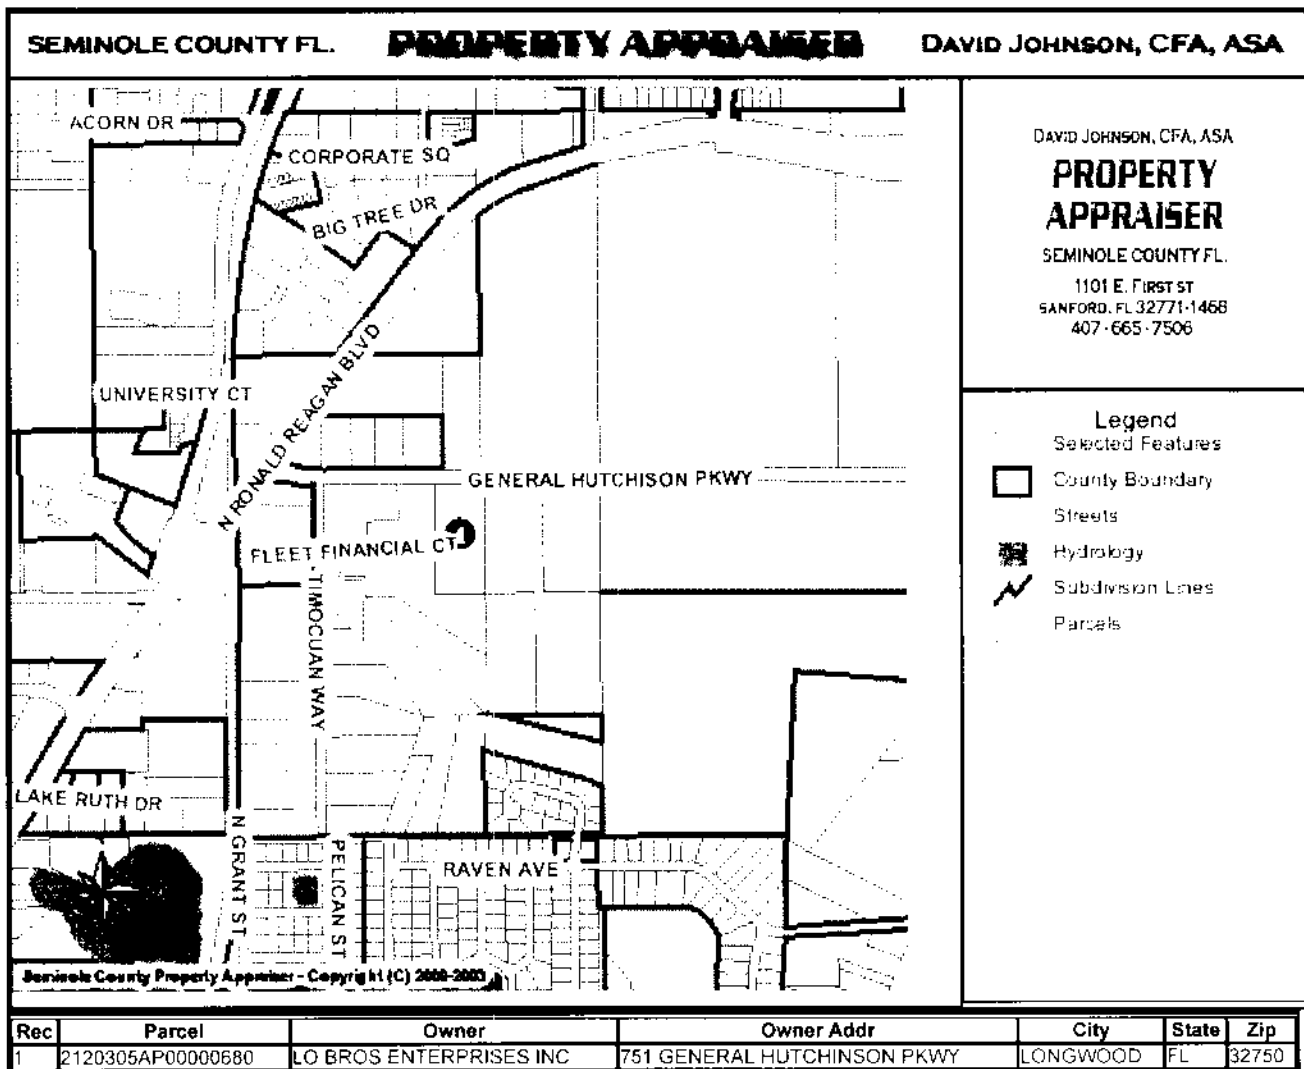 SEMINOLE COUNTY FL. PROPERTY APPRAISER DAVID JOHNSON, CFA, ASA
ACORN DR
CORPORATE SQ
BIG TREE DR
UNIVERSITY CT
N RONALD REAGAN BLVD
GENERAL HUTCHISON PKWY
FLEET FINANCIAL CT
TIMOCUAN WAY
LAKE RUTH DR
N GRANT ST
PELICAN ST
RAVEN AVE
Seminole County Property Appraiser - Copyright (C) 2000-2003
DAVID JOHNSON, CFA, ASA
PROPERTY
APPRAISER
SEMINOLE COUNTY FL.
1101 E. FIRST ST
SANFORD, FL 32771-1468
407-665-7506
Legend
Selected Features
County Boundary
Streets
Hydrology
Subdivision Lines
Parcels
Rec Parcel Owner Owner Addr City State Zip
1 2120305AP00000680 LO BROS ENTERPRISES INC 751 GENERAL HUTCHINSON PKWY LONGWOOD FL 32750